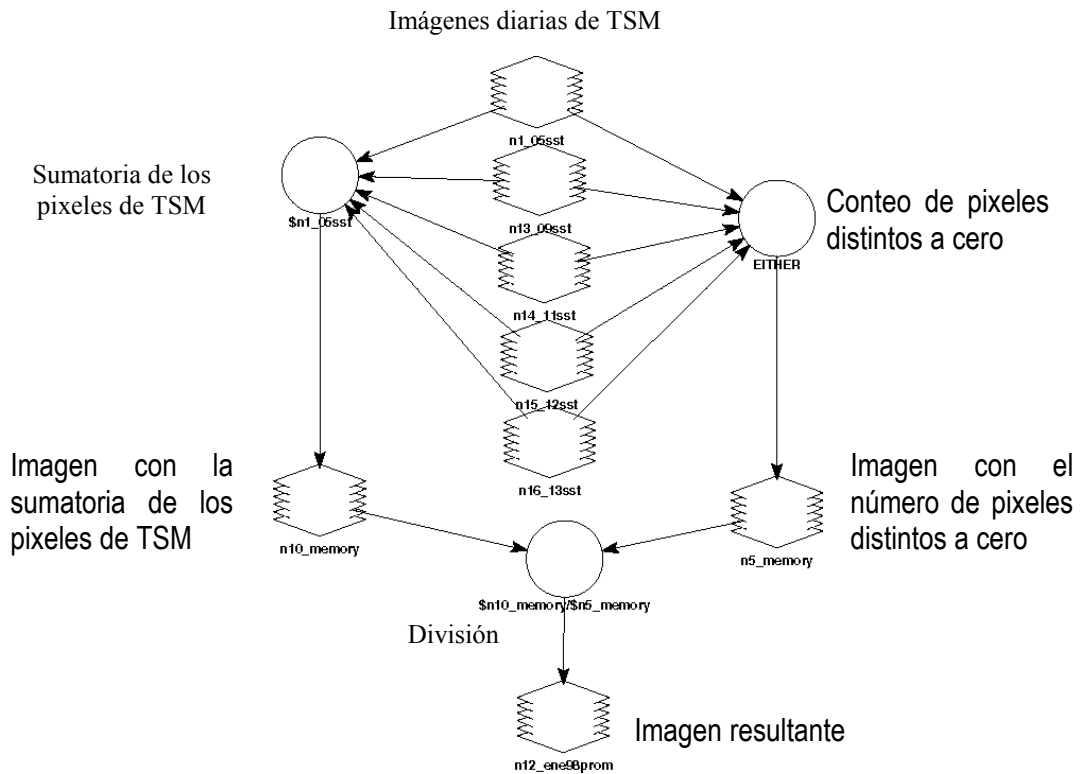 Imágenes diarias de TSM
n1_05sst
Sumatoria de los
pixeles de TSM
$n1_05sst
n13_09sst
Conteo de pixeles
distintos a cero
EITHER
n14_11sst
n15_12sst
n16_13sst
Imagen con la
sumatoria de los
pixeles de TSM
n10_memory
Imagen con el
número de pixeles
distintos a cero
n5_memory
$n10_memory/$n5_memory
División
Imagen resultante
n12_ene98prom